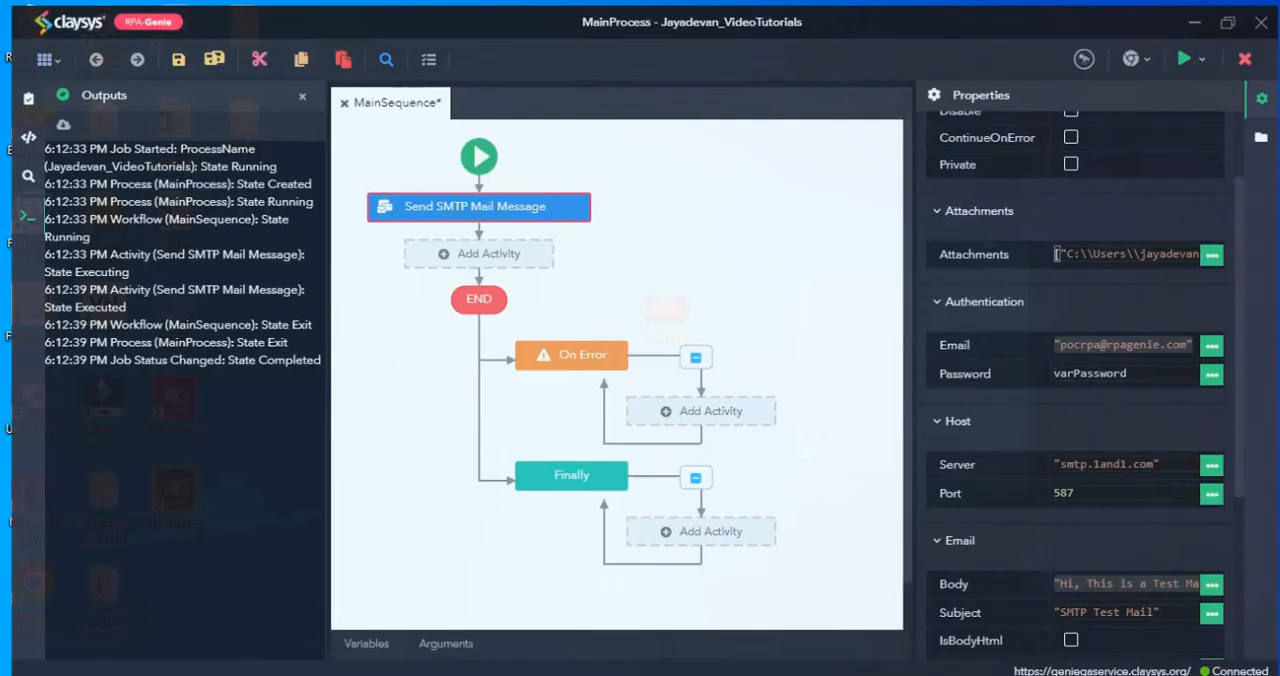 claysys RPA-Genie
MainProcess - Jayadevan_VideoTutorials
Outputs
6:12:33 PM Job Started: ProcessName
(Jayadevan_VideoTutorials): State Running
6:12:33 PM Process (MainProcess): State Created
6:12:33 PM Process (MainProcess): State Running
6:12:33 PM Workflow (MainSequence): State
Running
6:12:33 PM Activity (Send SMTP Mail Message):
State Executing
6:12:39 PM Activity (Send SMTP Mail Message):
State Executed
6:12:39 PM Workflow (MainSequence): State Exit
6:12:39 PM Process (MainProcess): State Exit
6:12:39 PM Job Status Changed: State Completed
MainSequence*
Send SMTP Mail Message
Add Activity
END
On Error
Add Activity
Finally
Add Activity
Variables Arguments
Properties
Disable
ContinueOnError
Private
Attachments
Attachments ["C:\\Users\\jayadevan
Authentication
Email "pocrpa@rpagenie.com"
Password varPassword
Host
Server "smtp.1and1.com"
Port 587
Email
Body "Hi, This is a Test Ma
Subject "SMTP Test Mail"
IsBodyHtml
https://geniegaservice.claysys.org/ Connected